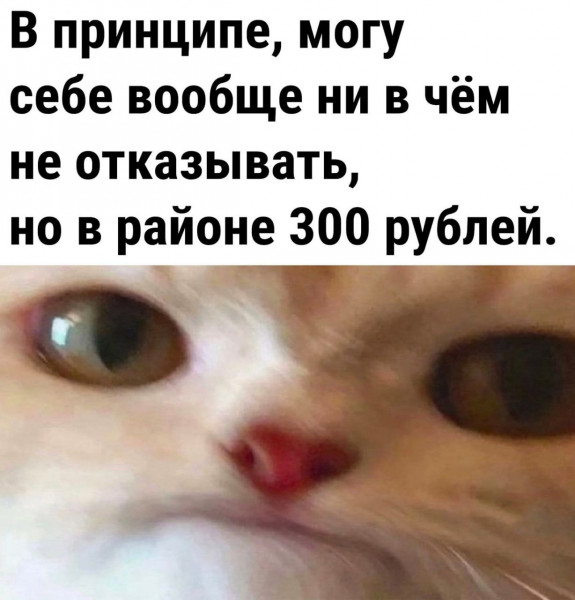 В принципе, могу
себе вообще ни в чём
не отказывать,
но в районе 300 рублей.